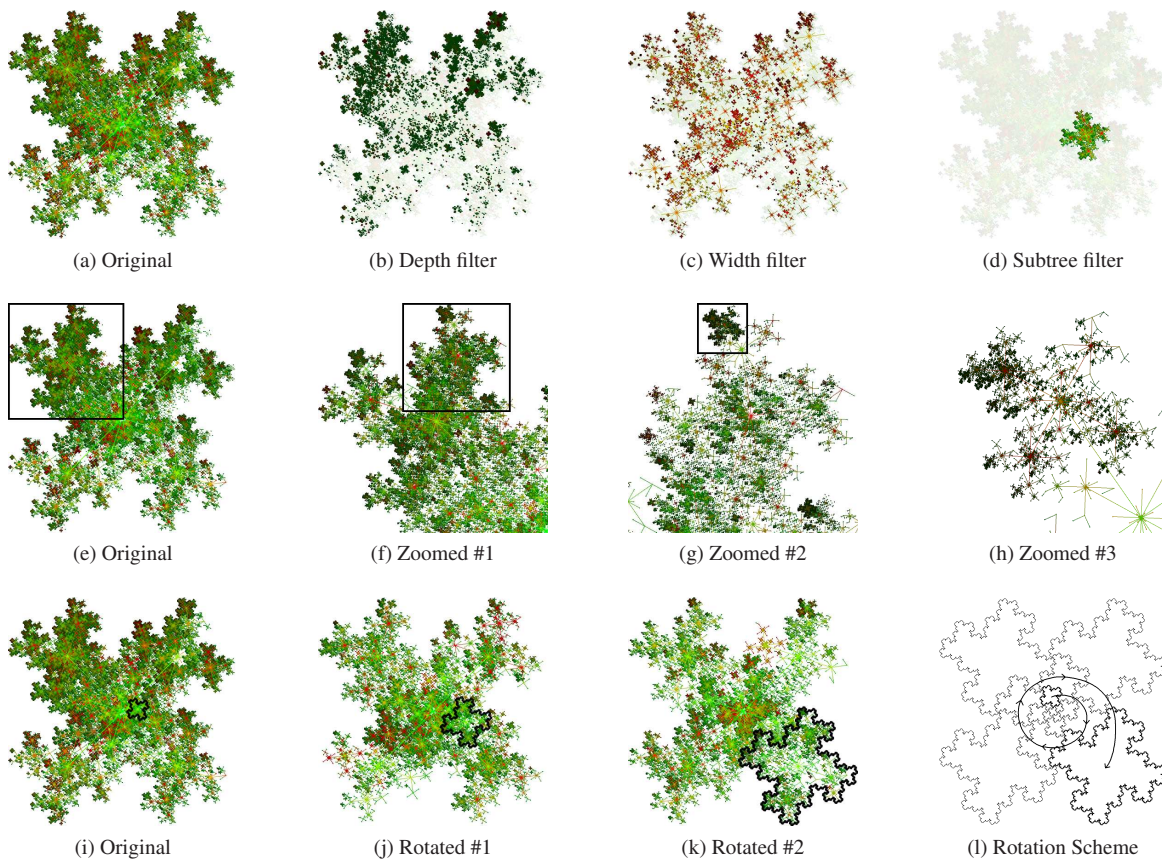 (a) Original
(b) Depth filter
(c) Width filter
(d) Subtree filter
(e) Original
(f) Zoomed #1
(g) Zoomed #2
(h) Zoomed #3
(i) Original
(j) Rotated #1
(k) Rotated #2
(l) Rotation Scheme